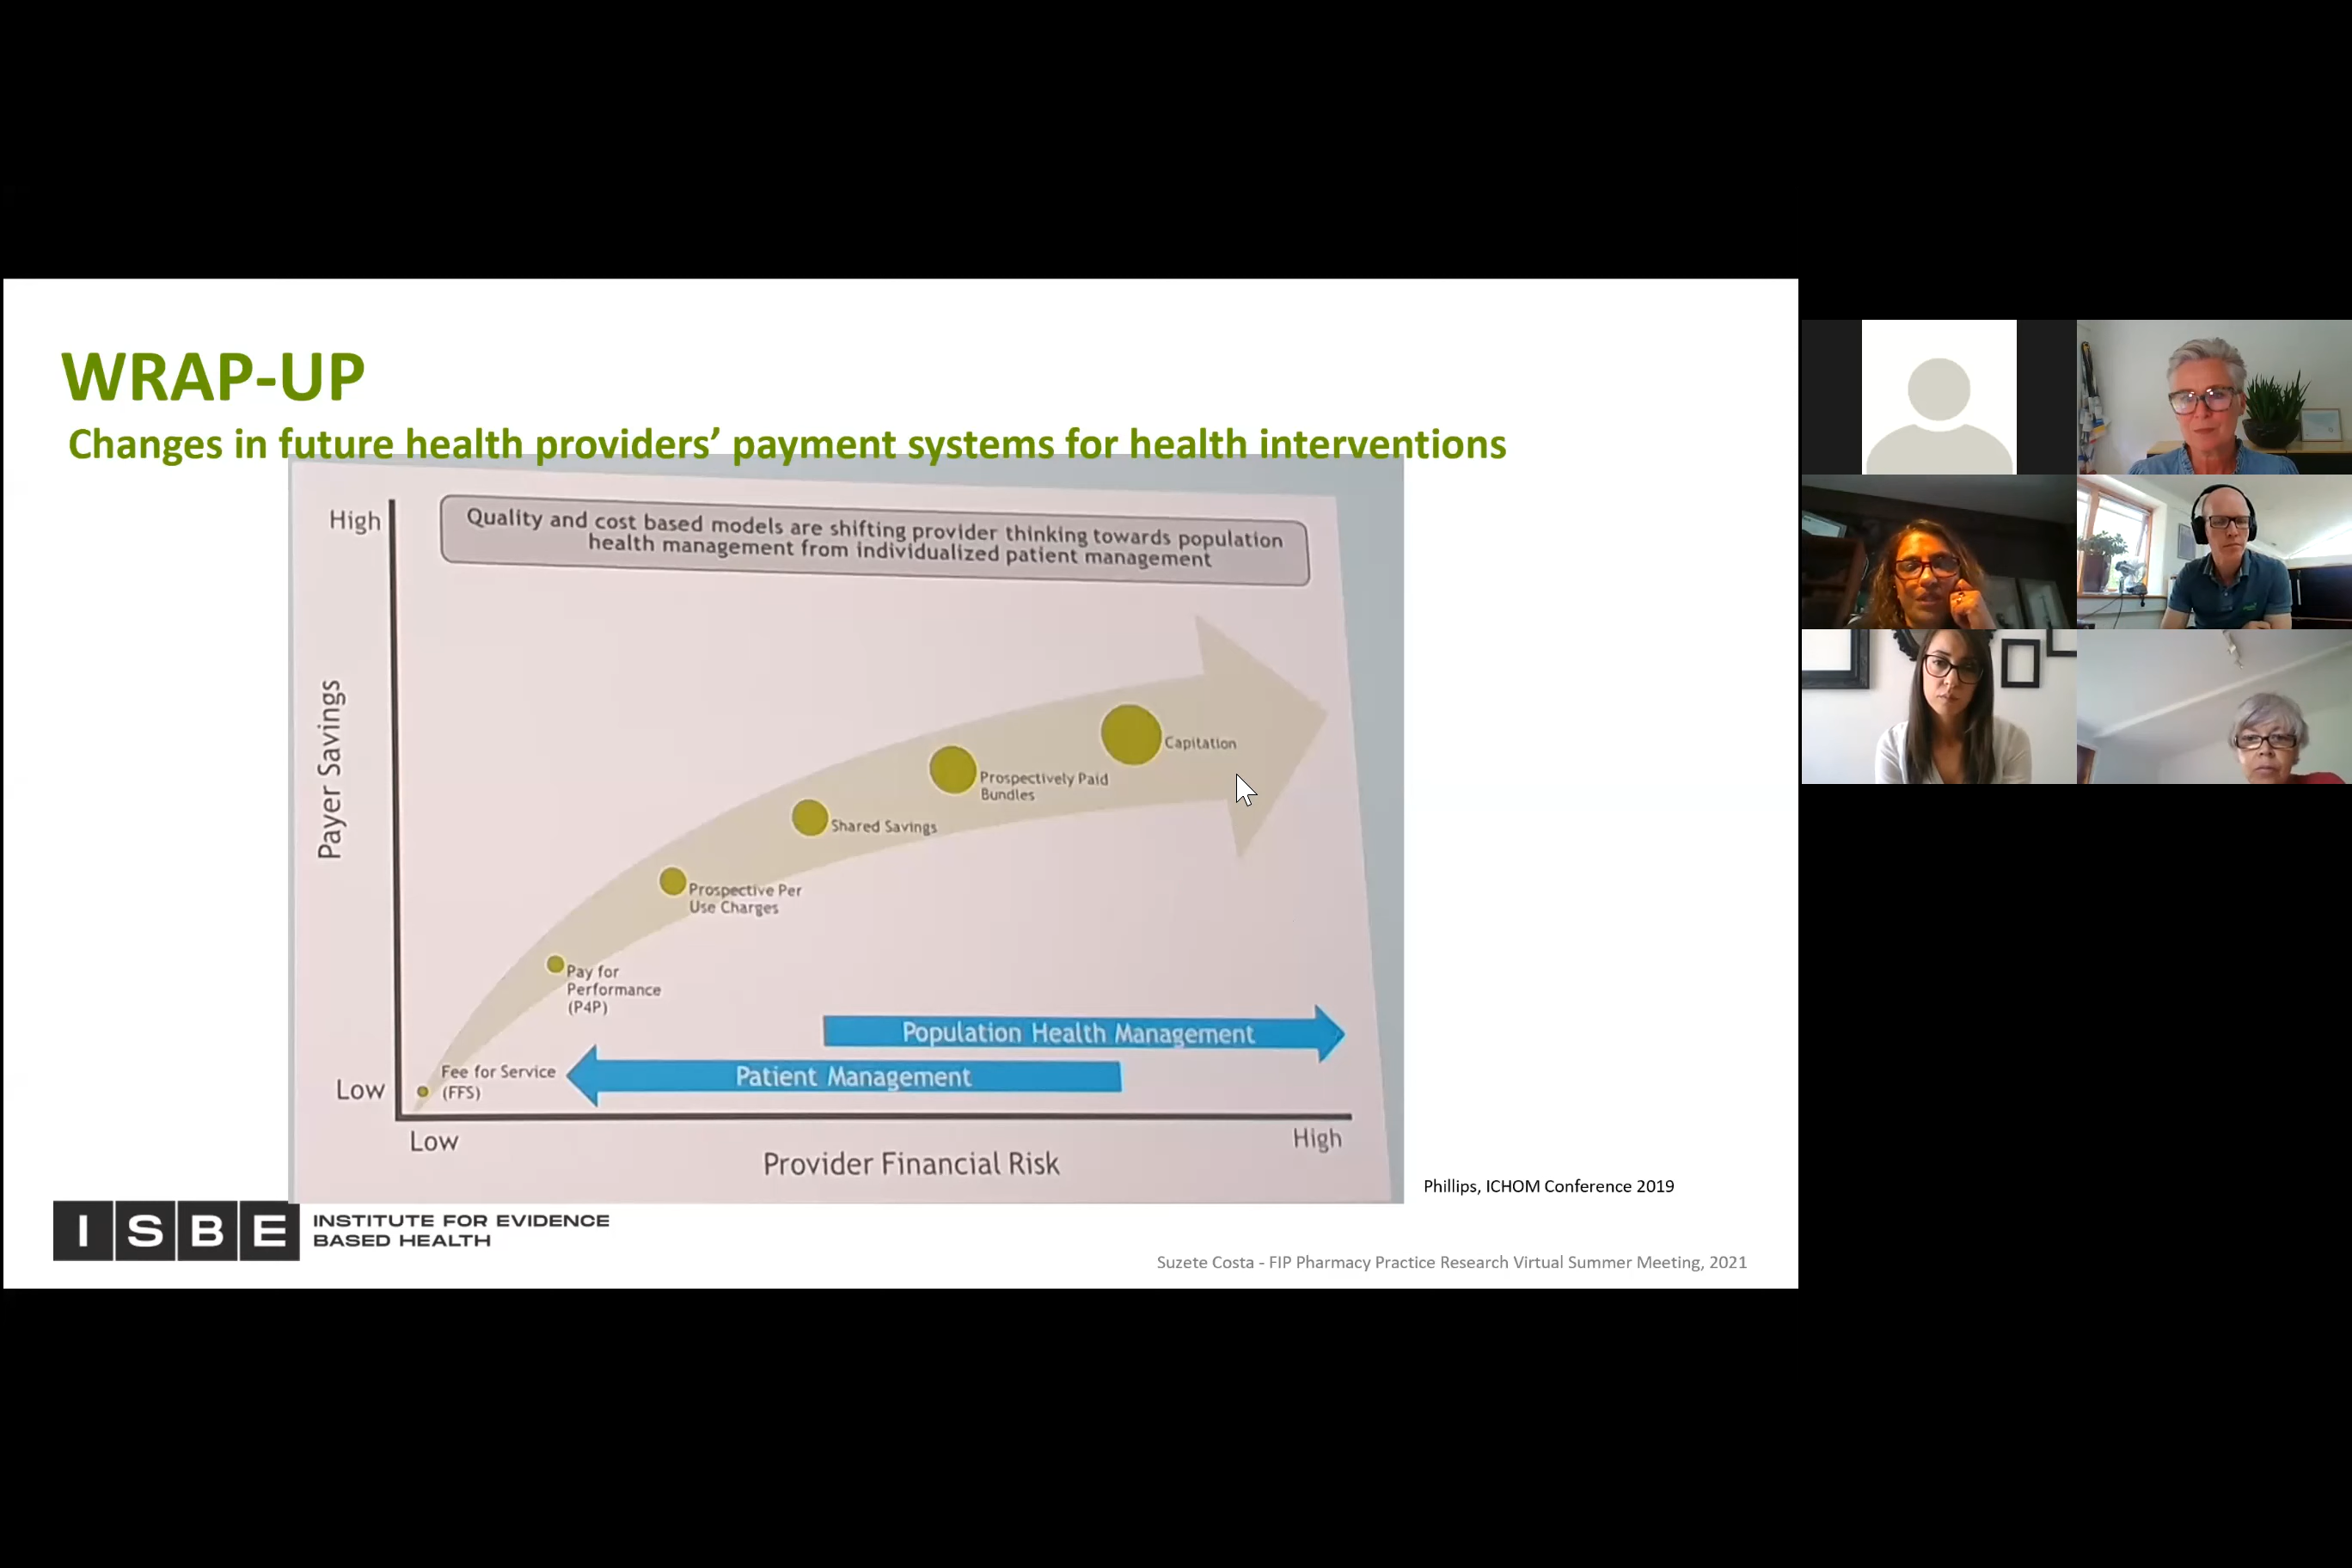 WRAP-UP
Changes in future health providers’ payment systems for health interventions
High
Quality and cost based models are shifting provider thinking towards population
health management from individualized patient management
Payer Savings
Capitation
Prospectively Paid
Bundles
Shared Savings
Prospective Per
Use Charges
Pay for
Performance
(P4P)
Population Health Management
Patient Management
Fee for Service
(FFS)
Low
Low
High
Provider Financial Risk
Phillips, ICHOM Conference 2019
ISBE
INSTITUTE FOR EVIDENCE
BASED HEALTH
Suzete Costa - FIP Pharmacy Practice Research Virtual Summer Meeting, 2021